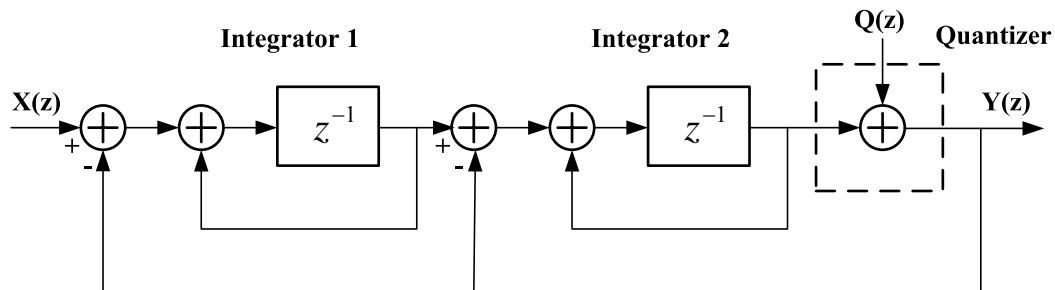 Integrator 1
Integrator 2
Q(z)
Quantizer
X(z)
Y(z)
+
-
z⁻¹
+
-
z⁻¹